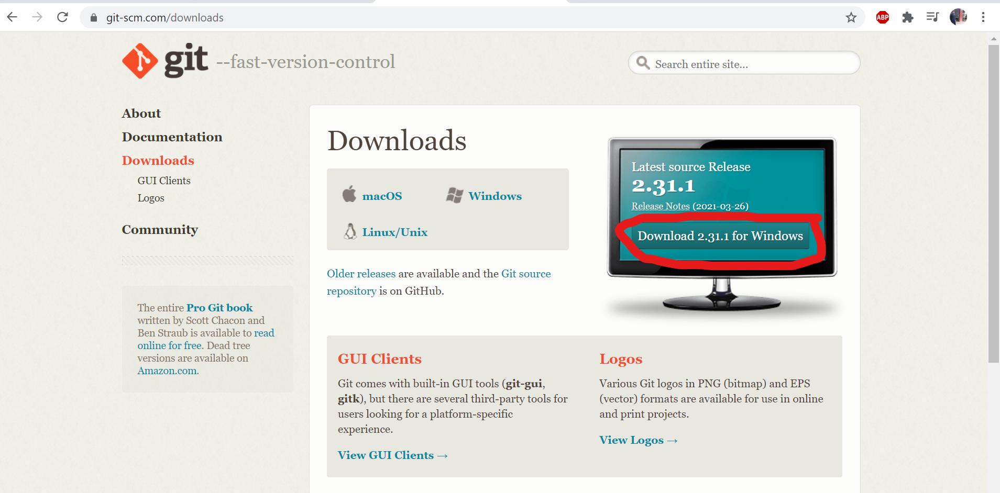 git-scm.com/downloads
ABP
git --fast-version-control
Search entire site...
About
Documentation
Downloads
GUI Clients
Logos
Community
The entire Pro Git book
written by Scott Chacon and
Ben Straub is available to read
online for free. Dead tree
versions are available on
Amazon.com.
Downloads
macOS
Windows
Linux/Unix
Older releases are available and the Git source
repository is on GitHub.
Latest source Release
2.31.1
Release Notes (2021-03-26)
Download 2.31.1 for Windows
GUI Clients
Git comes with built-in GUI tools (git-gui,
gitk), but there are several third-party tools for
users looking for a platform-specific
experience.
View GUI Clients →
Logos
Various Git logos in PNG (bitmap) and EPS
(vector) formats are available for use in online
and print projects.
View Logos →